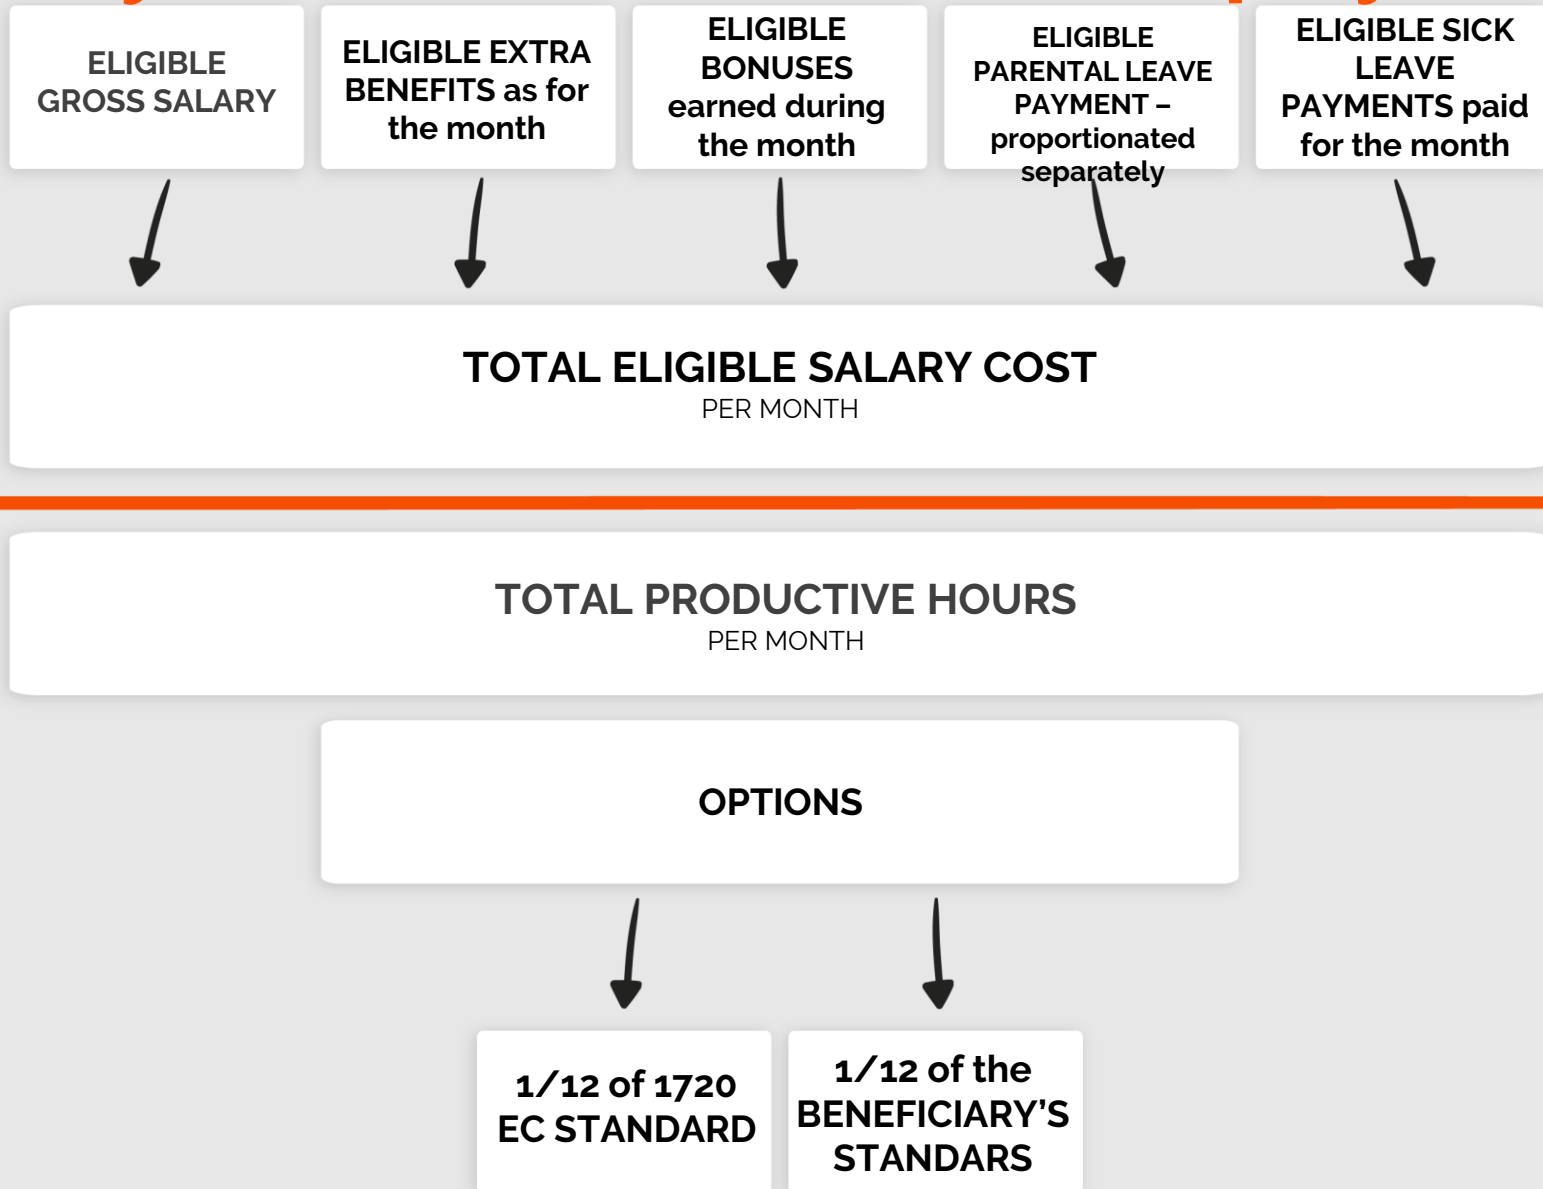 ELIGIBLE
GROSS SALARY
ELIGIBLE EXTRA
BENEFITS as for
the month
ELIGIBLE
BONUSES
earned during
the month
ELIGIBLE
PARENTAL LEAVE
PAYMENT –
proportionated
separately
ELIGIBLE SICK
LEAVE
PAYMENTS paid
for the month
TOTAL ELIGIBLE SALARY COST
PER MONTH
TOTAL PRODUCTIVE HOURS
PER MONTH
OPTIONS
1/12 of 1720
EC STANDARD
1/12 of the
BENEFICIARY’S
STANDARS